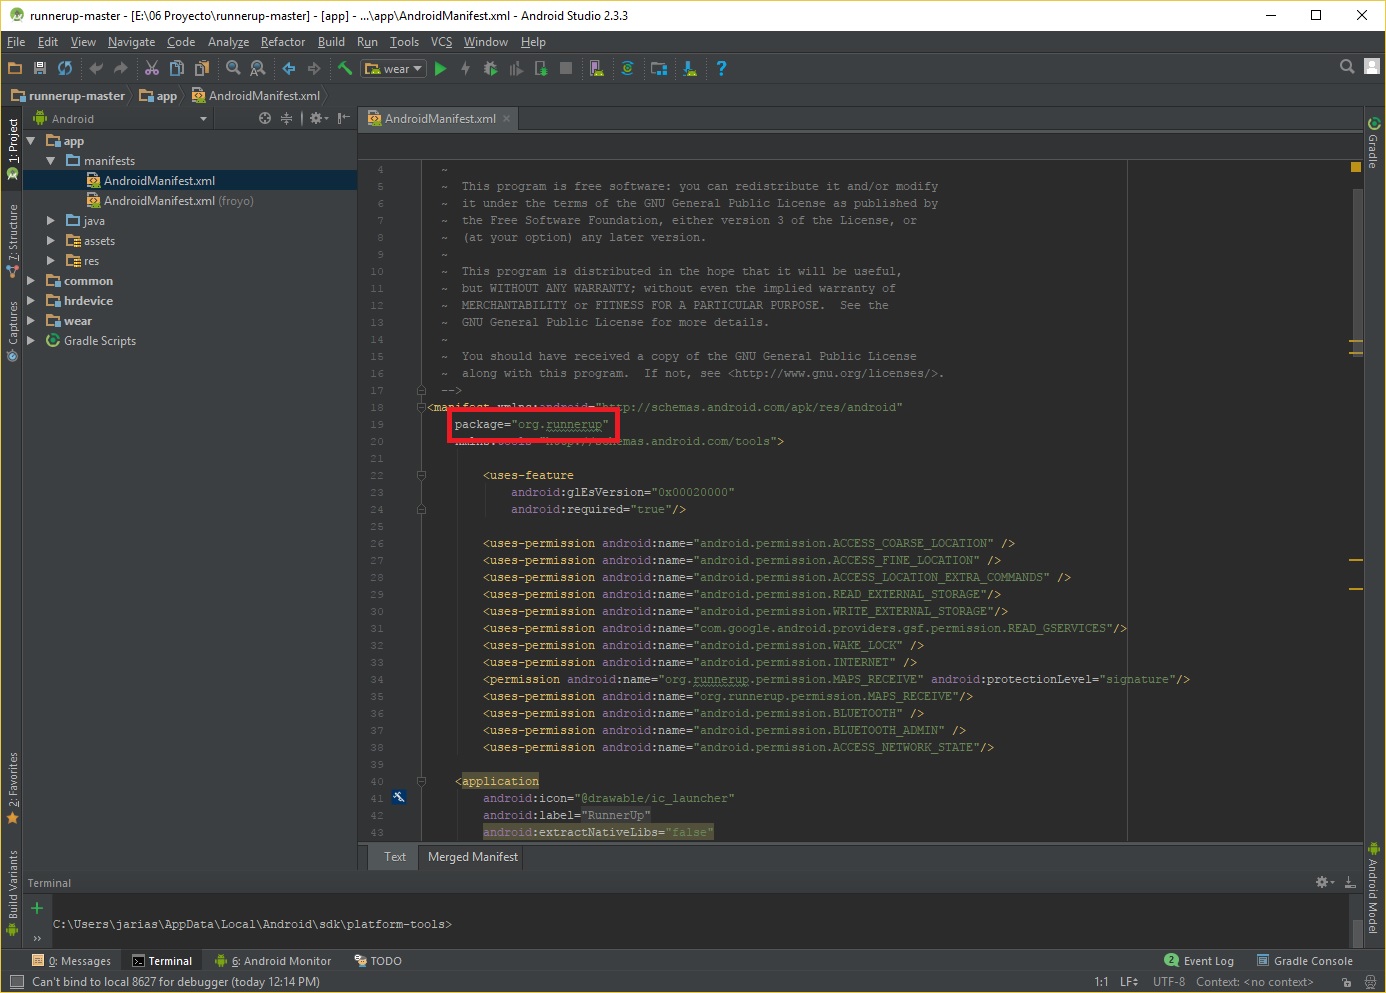 runnerup-master - [E:\06 Proyecto\runnerup-master] - [app] - ...\app\AndroidManifest.xml - Android Studio 2.3.3
File Edit View Navigate Code Analyze Refactor Build Run Tools VCS Window Help
wear
runnerup-master app AndroidManifest.xml
Android
AndroidManifest.xml
1: Project
7: Structure
Captures
2: Favorites
Build Variants
app
manifests
AndroidManifest.xml
AndroidManifest.xml (froyo)
java
assets
res
common
hrdevice
wear
Gradle Scripts
4 ~
5 ~ This program is free software: you can redistribute it and/or modify
6 ~ it under the terms of the GNU General Public License as published by
7 ~ the Free Software Foundation, either version 3 of the License, or
8 ~ (at your option) any later version.
9 ~
10 ~ This program is distributed in the hope that it will be useful,
11 ~ but WITHOUT ANY WARRANTY; without even the implied warranty of
12 ~ MERCHANTABILITY or FITNESS FOR A PARTICULAR PURPOSE. See the
13 ~ GNU General Public License for more details.
14 ~
15 ~ You should have received a copy of the GNU General Public License
16 ~ along with this program. If not, see <http://www.gnu.org/licenses/>.
17 -->
18 <manifest xmlns:android="http://schemas.android.com/apk/res/android"
19 package="org.runnerup"
20 xmlns:tools="http://schemas.android.com/tools">
21
22 <uses-feature
23 android:glEsVersion="0x00020000"
24 android:required="true"/>
25
26 <uses-permission android:name="android.permission.ACCESS_COARSE_LOCATION" />
27 <uses-permission android:name="android.permission.ACCESS_FINE_LOCATION" />
28 <uses-permission android:name="android.permission.ACCESS_LOCATION_EXTRA_COMMANDS" />
29 <uses-permission android:name="android.permission.READ_EXTERNAL_STORAGE"/>
30 <uses-permission android:name="android.permission.WRITE_EXTERNAL_STORAGE"/>
31 <uses-permission android:name="com.google.android.providers.gsf.permission.READ_GSERVICES"/>
32 <uses-permission android:name="android.permission.WAKE_LOCK" />
33 <uses-permission android:name="android.permission.INTERNET" />
34 <permission android:name="org.runnerup.permission.MAPS_RECEIVE" android:protectionLevel="signature"/>
35 <uses-permission android:name="org.runnerup.permission.MAPS_RECEIVE"/>
36 <uses-permission android:name="android.permission.BLUETOOTH" />
37 <uses-permission android:name="android.permission.BLUETOOTH_ADMIN" />
38 <uses-permission android:name="android.permission.ACCESS_NETWORK_STATE"/>
39
40 <application
41 android:icon="@drawable/ic_launcher"
42 android:label="RunnerUp"
43 android:extractNativeLibs="false"
Gradle
Android Model
Text Merged Manifest
Terminal
C:\Users\jarias\AppData\Local\Android\sdk\platform-tools>
0: Messages Terminal 6: Android Monitor TODO 2 Event Log Gradle Console
Can't bind to local 8627 for debugger (today 12:14 PM) 1:1 LF UTF-8 Context: <no context>